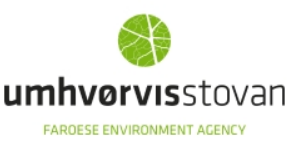 umhvørvisstovan
FAROESE ENVIRONMENT AGENCY